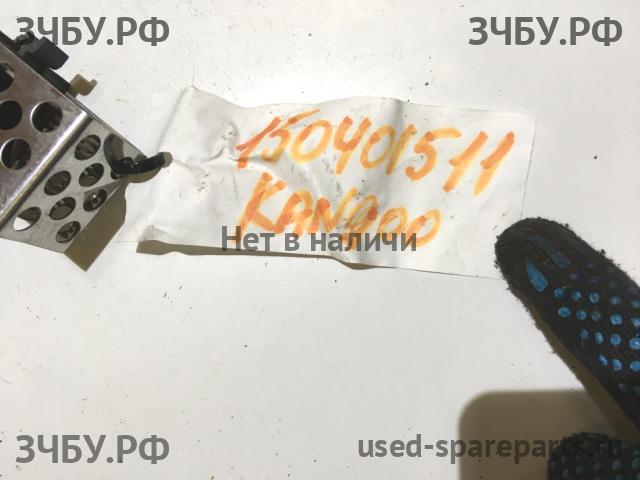 ЗЧБУ.РФ ЗЧБУ.РФ
150401511
KANGOO
Нет в наличи
ЗЧБУ.РФ used-spareparts.ru